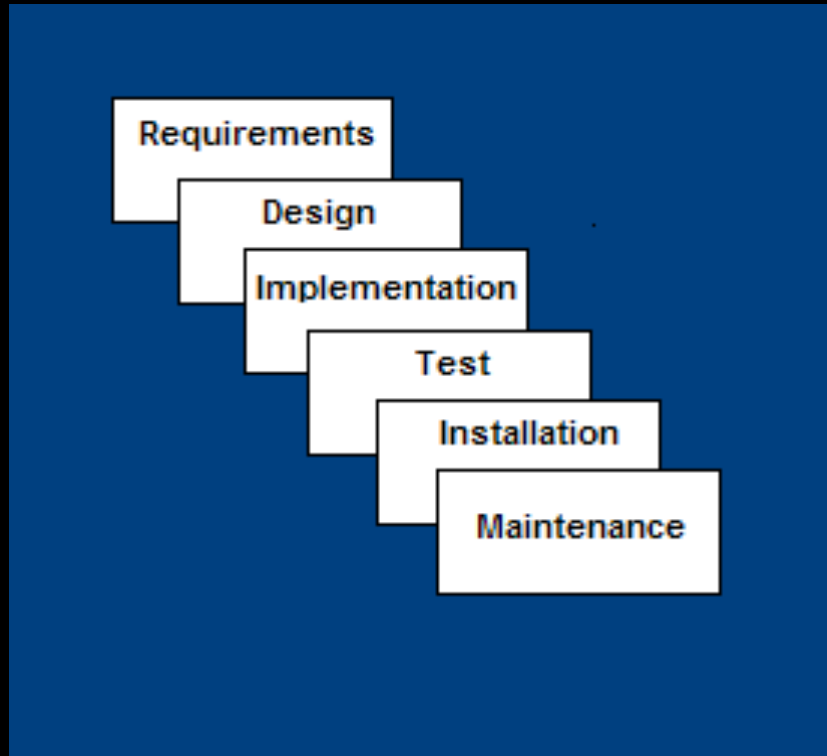 Requirements
Design
Implementation
Test
Installation
Maintenance